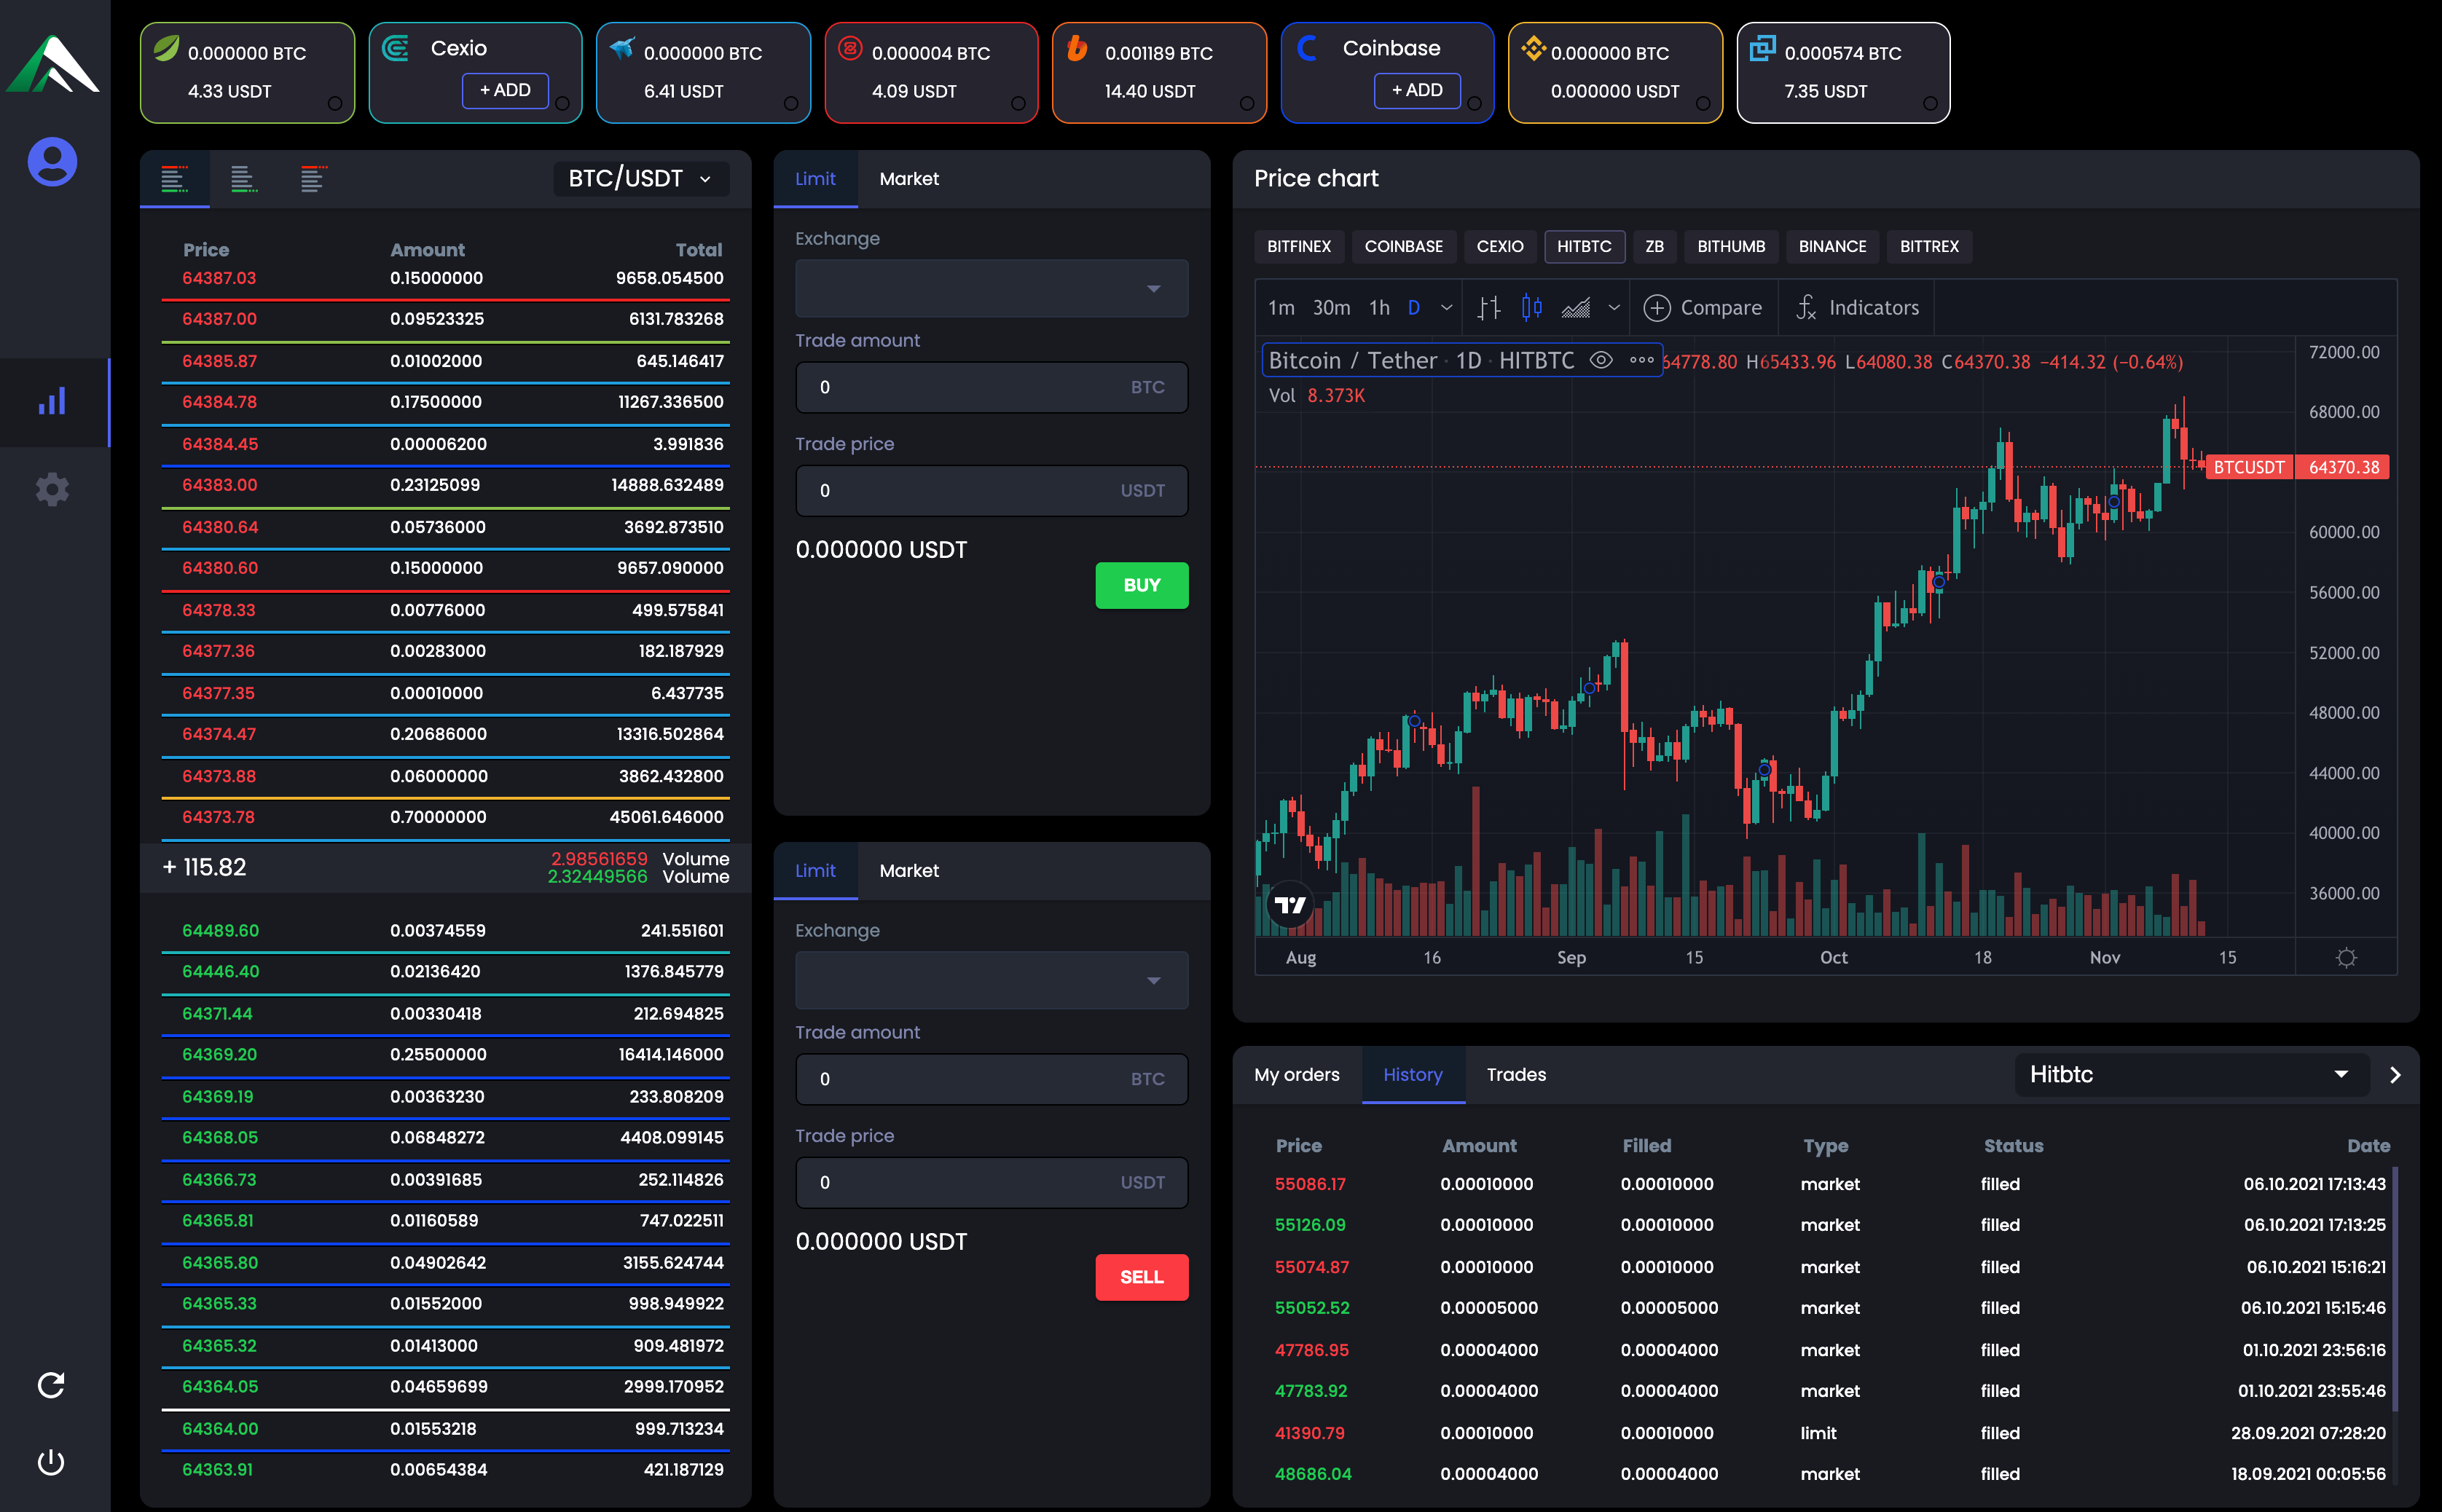 0.000000 BTC
4.33 USDT
Cexio
+ ADD
0.000000 BTC
6.41 USDT
0.000004 BTC
4.09 USDT
0.001189 BTC
14.40 USDT
Coinbase
+ ADD
0.000000 BTC
0.000000 USDT
0.000574 BTC
7.35 USDT
BTC/USDT
Price Amount Total
64387.03 0.15000000 9658.054500
64387.00 0.09523325 6131.783268
64385.87 0.01002000 645.146417
64384.78 0.17500000 11267.336500
64384.45 0.00006200 3.991836
64383.00 0.23125099 14888.632489
64380.64 0.05736000 3692.873510
64380.60 0.15000000 9657.090000
64378.33 0.00776000 499.575841
64377.36 0.00283000 182.187929
64377.35 0.00010000 6.437735
64374.47 0.20686000 13316.502864
64373.88 0.06000000 3862.432800
64373.78 0.70000000 45061.646000
+ 115.82
2.98561659 Volume
2.32449566 Volume
64489.60 0.00374559 241.551601
64446.40 0.02136420 1376.845779
64371.44 0.00330418 212.694825
64369.20 0.25500000 16414.146000
64369.19 0.00363230 233.808209
64368.05 0.06848272 4408.099145
64366.73 0.00391685 252.114826
64365.81 0.01160589 747.022511
64365.80 0.04902642 3155.624744
64365.33 0.01552000 998.949922
64365.32 0.01413000 909.481972
64364.05 0.04659699 2999.170952
64364.00 0.01553218 999.713234
64363.91 0.00654384 421.187129
Limit Market
Exchange
Trade amount
0 BTC
Trade price
0 USDT
0.000000 USDT
BUY
Limit Market
Exchange
Trade amount
0 BTC
Trade price
0 USDT
0.000000 USDT
SELL
Price chart
BITFINEX COINBASE CEXIO HITBTC ZB BITHUMB BINANCE BITTREX
1m 30m 1h D Compare Indicators
Bitcoin / Tether · 1D · HITBTC 64778.80 H65433.96 L64080.38 C64370.38 −414.32 (−0.64%)
Vol 8.373K
72000.00
68000.00
BTCUSDT 64370.38
60000.00
56000.00
52000.00
48000.00
44000.00
40000.00
36000.00
Aug 16 Sep 15 Oct 18 Nov 15
My orders History Trades Hitbtc
Price Amount Filled Type Status Date
55086.17 0.00010000 0.00010000 market filled 06.10.2021 17:13:43
55126.09 0.00010000 0.00010000 market filled 06.10.2021 17:13:25
55074.87 0.00010000 0.00010000 market filled 06.10.2021 15:16:21
55052.52 0.00005000 0.00005000 market filled 06.10.2021 15:15:46
47786.95 0.00004000 0.00004000 market filled 01.10.2021 23:56:16
47783.92 0.00004000 0.00004000 market filled 01.10.2021 23:55:46
41390.79 0.00010000 0.00010000 limit filled 28.09.2021 07:28:20
48686.04 0.00004000 0.00004000 market filled 18.09.2021 00:05:56